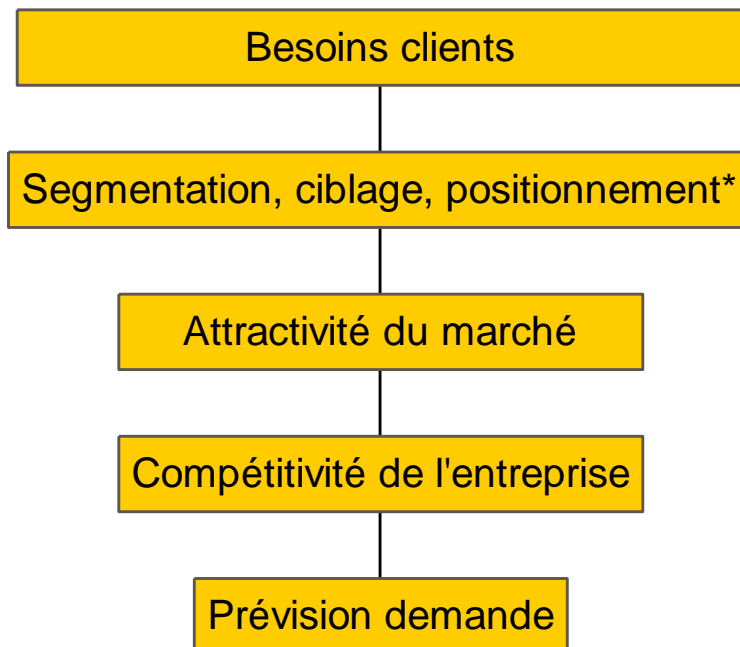 Besoins clients
Segmentation, ciblage, positionnement*
Attractivité du marché
Compétitivité de l'entreprise
Prévision demande